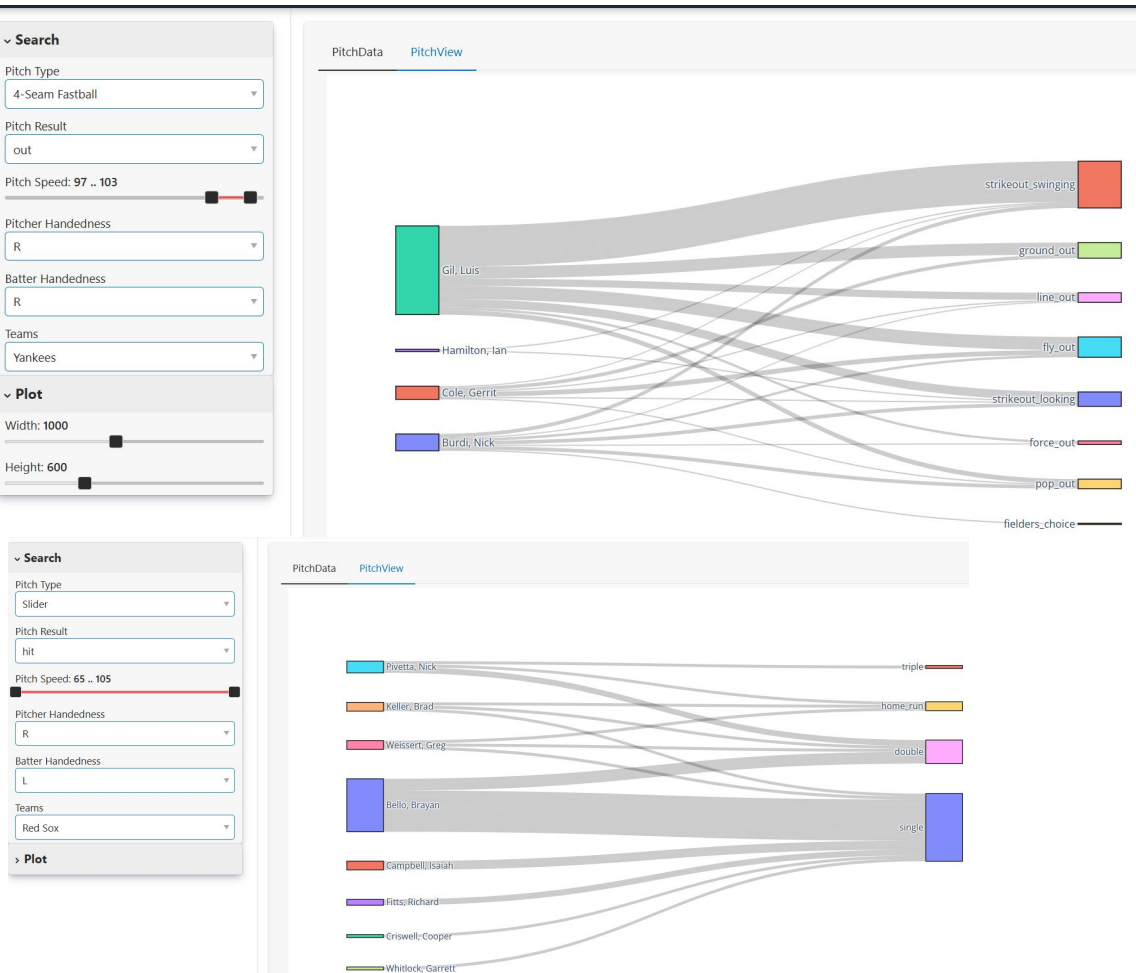 Search
Pitch Type
4-Seam Fastball
Pitch Result
out
Pitch Speed: 97 .. 103
Pitcher Handedness
R
Batter Handedness
R
Teams
Yankees
Plot
Width: 1000
Height: 600
PitchData PitchView
strikeout_swinging
ground_out
Gil, Luis
line_out
fly_out
Hamilton, Ian
Cole, Gerrit
strikeout_looking
Burdi, Nick
force_out
pop_out
fielders_choice
Search
Pitch Type
Slider
Pitch Result
hit
Pitch Speed: 65 .. 105
Pitcher Handedness
R
Batter Handedness
L
Teams
Red Sox
Plot
PitchData PitchView
Pivetta, Nick
triple
Keller, Brad
home_run
Weissert, Greg
double
Bello, Brayan
single
Campbell, Isaiah
Fitts, Richard
Criswell, Cooper
Whitlock, Garrett